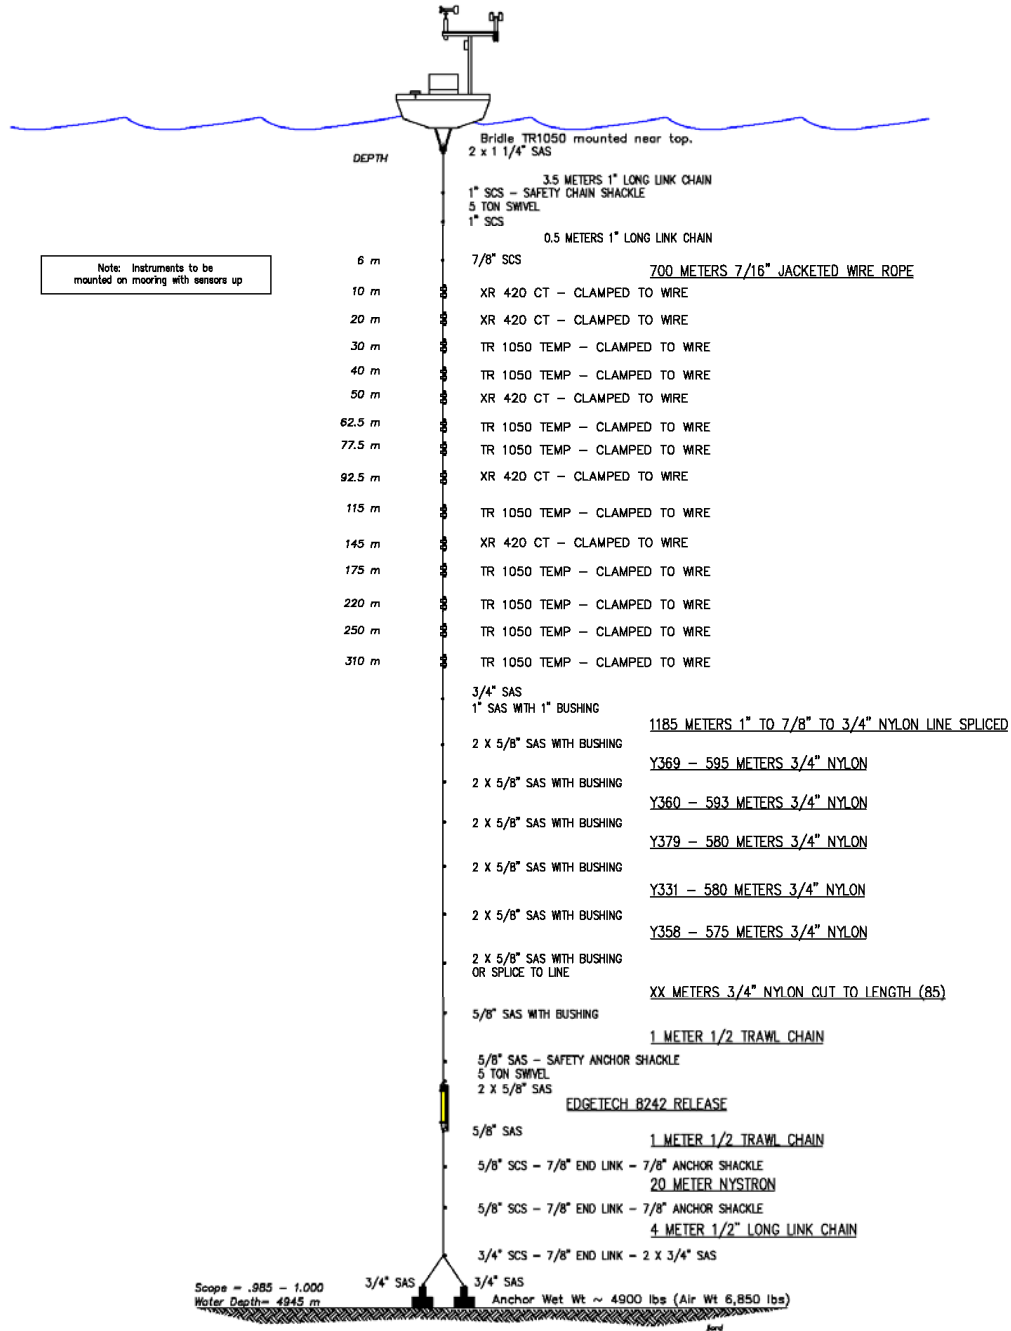 Bridle TR1050 mounted near top.
2 x 1 1/4" SAS
DEPTH
3.5 METERS 1" LONG LINK CHAIN
1" SCS – SAFETY CHAIN SHACKLE
5 TON SWIVEL
1" SCS
0.5 METERS 1" LONG LINK CHAIN
6 m 7/8" SCS
Note: Instruments to be
mounted on mooring with sensors up
700 METERS 7/16" JACKETED WIRE ROPE
10 m XR 420 CT – CLAMPED TO WIRE
20 m XR 420 CT – CLAMPED TO WIRE
30 m TR 1050 TEMP – CLAMPED TO WIRE
40 m TR 1050 TEMP – CLAMPED TO WIRE
50 m XR 420 CT – CLAMPED TO WIRE
62.5 m TR 1050 TEMP – CLAMPED TO WIRE
77.5 m TR 1050 TEMP – CLAMPED TO WIRE
92.5 m XR 420 CT – CLAMPED TO WIRE
115 m TR 1050 TEMP – CLAMPED TO WIRE
145 m XR 420 CT – CLAMPED TO WIRE
175 m TR 1050 TEMP – CLAMPED TO WIRE
220 m TR 1050 TEMP – CLAMPED TO WIRE
250 m TR 1050 TEMP – CLAMPED TO WIRE
310 m TR 1050 TEMP – CLAMPED TO WIRE
3/4" SAS
1" SAS WITH 1" BUSHING
1185 METERS 1" TO 7/8" TO 3/4" NYLON LINE SPLICED
2 X 5/8" SAS WITH BUSHING
Y369 – 595 METERS 3/4" NYLON
2 X 5/8" SAS WITH BUSHING
Y360 – 593 METERS 3/4" NYLON
2 X 5/8" SAS WITH BUSHING
Y379 – 580 METERS 3/4" NYLON
2 X 5/8" SAS WITH BUSHING
Y331 – 580 METERS 3/4" NYLON
2 X 5/8" SAS WITH BUSHING
Y358 – 575 METERS 3/4" NYLON
2 X 5/8" SAS WITH BUSHING
OR SPLICE TO LINE
XX METERS 3/4" NYLON CUT TO LENGTH (85)
5/8" SAS WITH BUSHING
1 METER 1/2 TRAWL CHAIN
5/8" SAS – SAFETY ANCHOR SHACKLE
5 TON SWIVEL
2 X 5/8" SAS
EDGETECH 8242 RELEASE
5/8" SAS
1 METER 1/2 TRAWL CHAIN
5/8" SCS – 7/8" END LINK – 7/8" ANCHOR SHACKLE
20 METER NYSTRON
5/8" SCS – 7/8" END LINK – 7/8" ANCHOR SHACKLE
4 METER 1/2" LONG LINK CHAIN
3/4" SCS – 7/8" END LINK – 2 X 3/4" SAS
3/4" SAS 3/4" SAS
Scope = .985 – 1.000
Water Depth= 4945 m
Anchor Wet Wt ~ 4900 lbs (Air Wt 6,850 lbs)